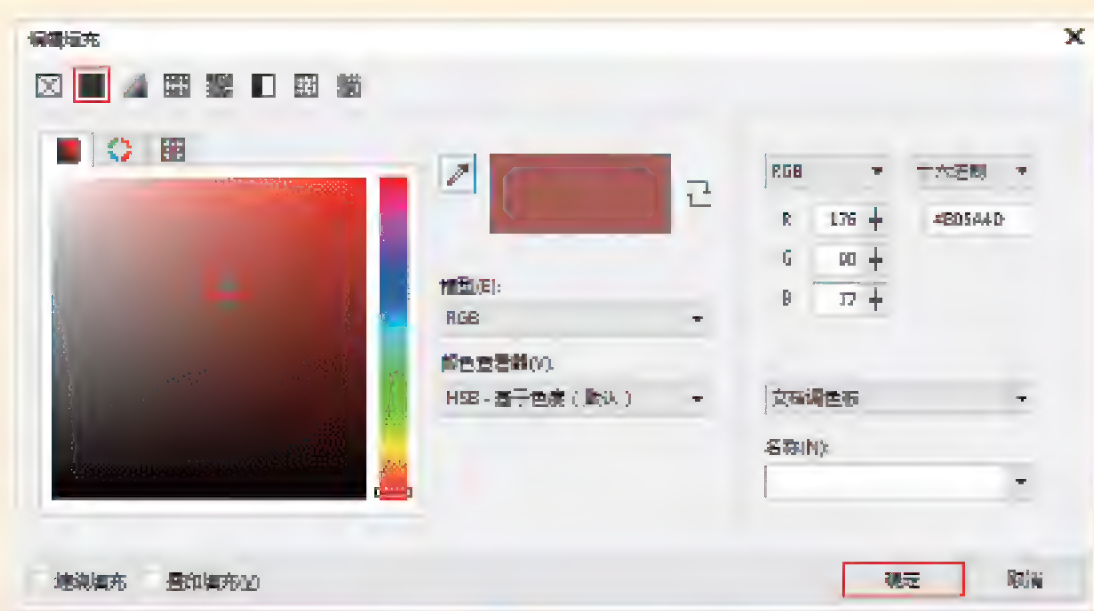 编辑填充
RGB 十六进制
R 176 #B05A4D
G 90
B 77
模型(E):
RGB
颜色查看器(V):
HSB - 基于色度(默认)
文档调色板
名称(N):
缠绕填充 叠印填充(V)
确定 取消